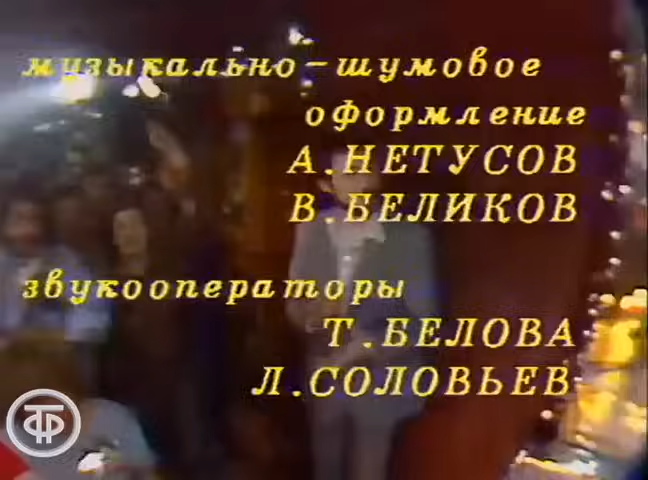 музыкально-шумовое
оформление
А.НЕТУСОВ
В.БЕЛИКОВ
звукооператоры
Т.БЕЛОВА
Л.СОЛОВЬЕВ